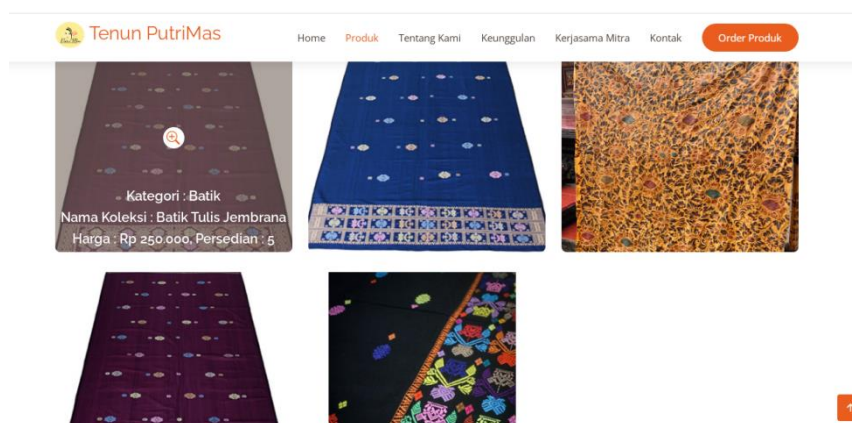 Tenun PutriMas
Home Produk Tentang Kami Keunggulan Kerjasama Mitra Kontak Order Produk
Kategori : Batik
Nama Koleksi : Batik Tulis Jembrana
Harga : Rp 250.000, Persedian : 5